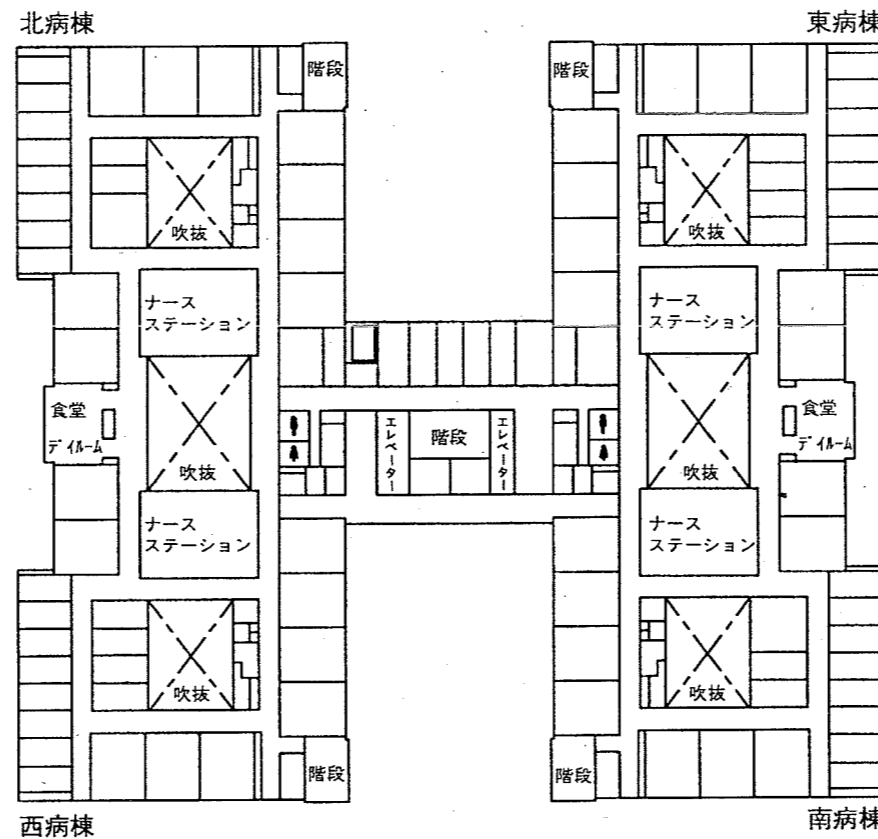 北病棟
東病棟
階段
階段
吹抜
吹抜
ナース
ステーション
ナース
ステーション
食堂
デイルーム
吹抜
エレベーター
階段
エレベーター
吹抜
食堂
デイルーム
ナース
ステーション
ナース
ステーション
吹抜
吹抜
階段
階段
西病棟
南病棟